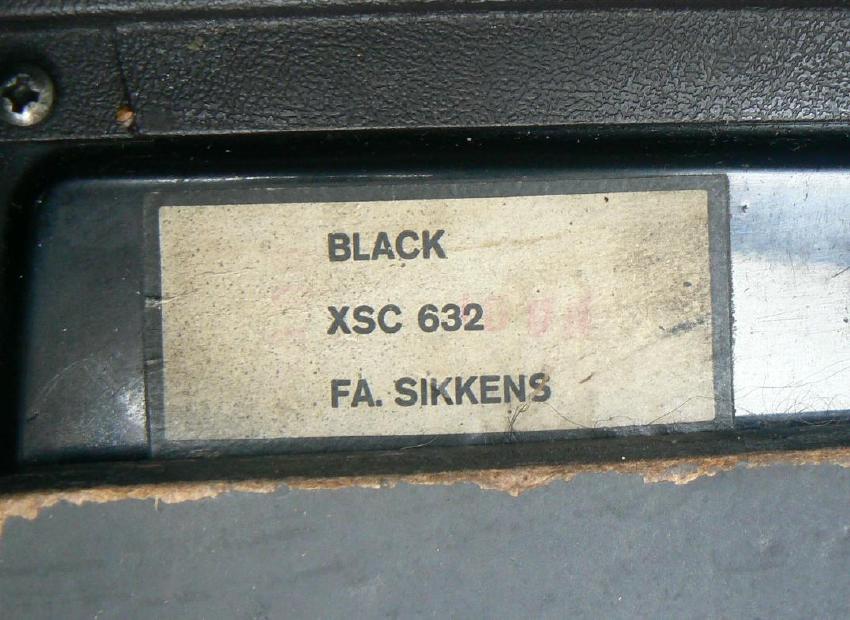 BLACK
XSC 632
FA. SIKKENS